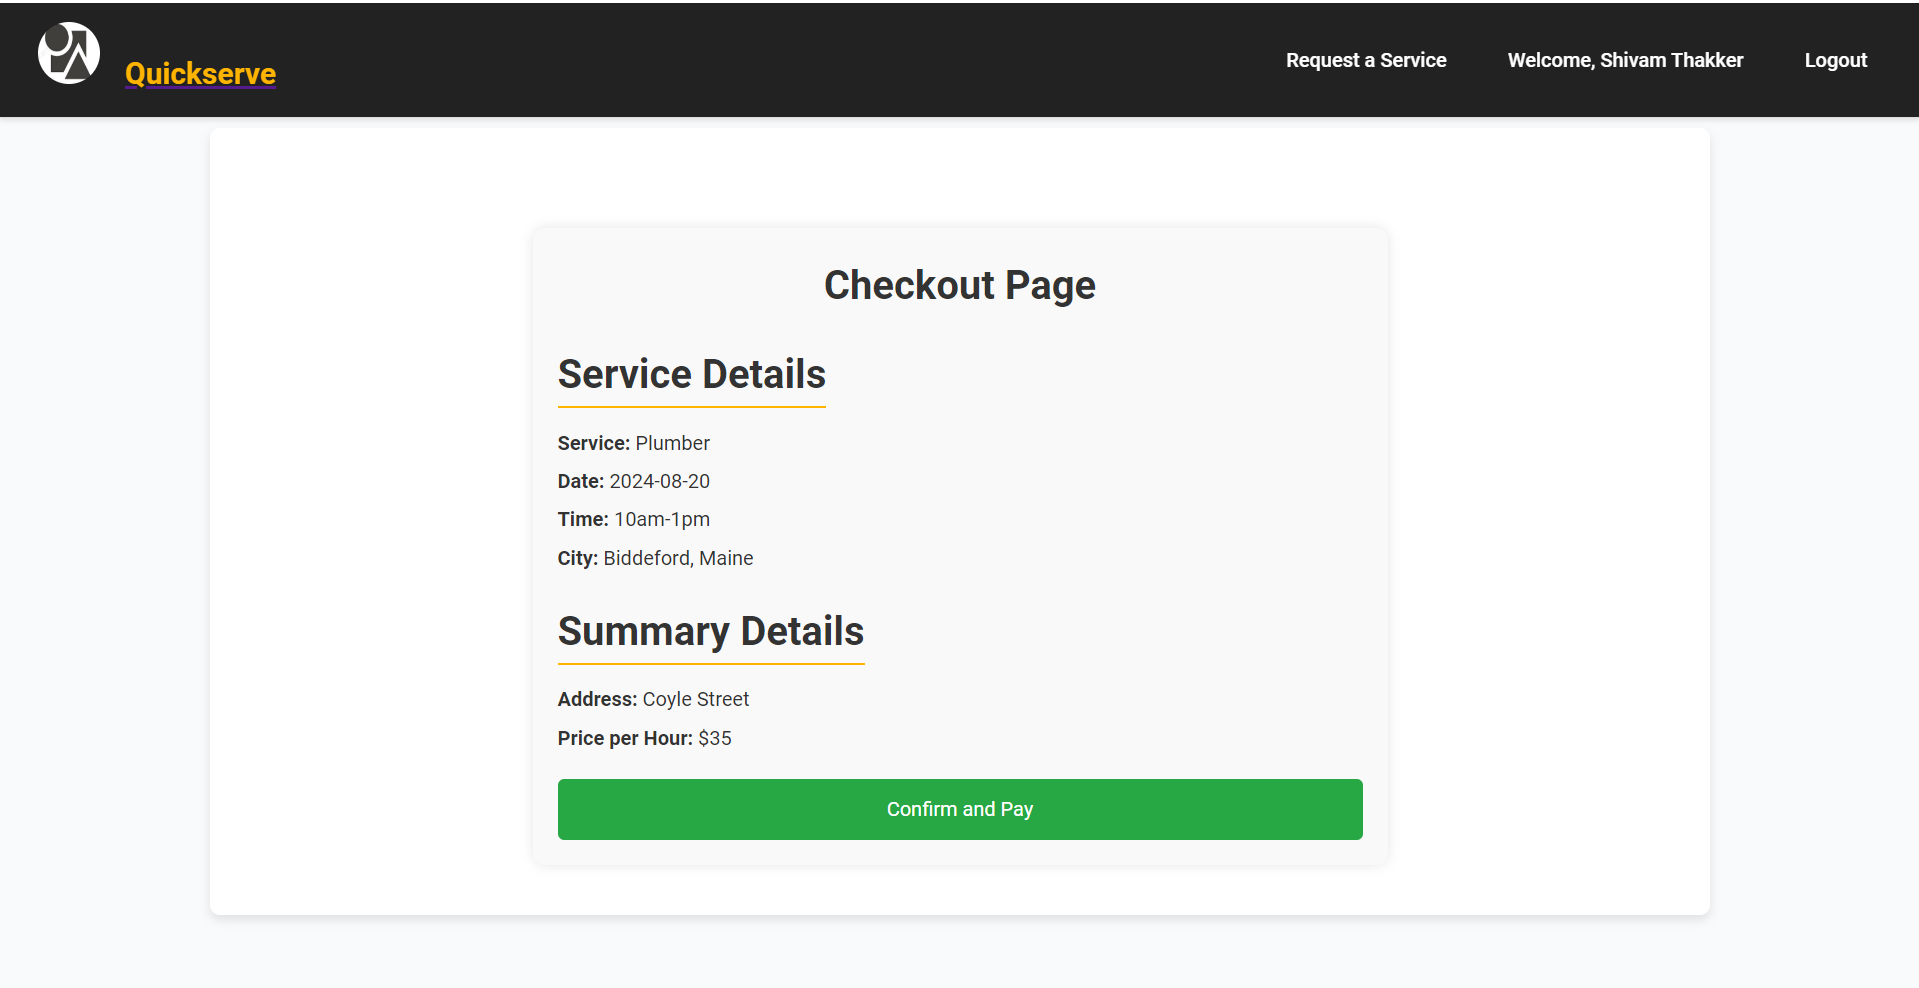 Quickserve
Request a Service
Welcome, Shivam Thakker
Logout
Checkout Page
Service Details
Service: Plumber
Date: 2024-08-20
Time: 10am-1pm
City: Biddeford, Maine
Summary Details
Address: Coyle Street
Price per Hour: $35
Confirm and Pay